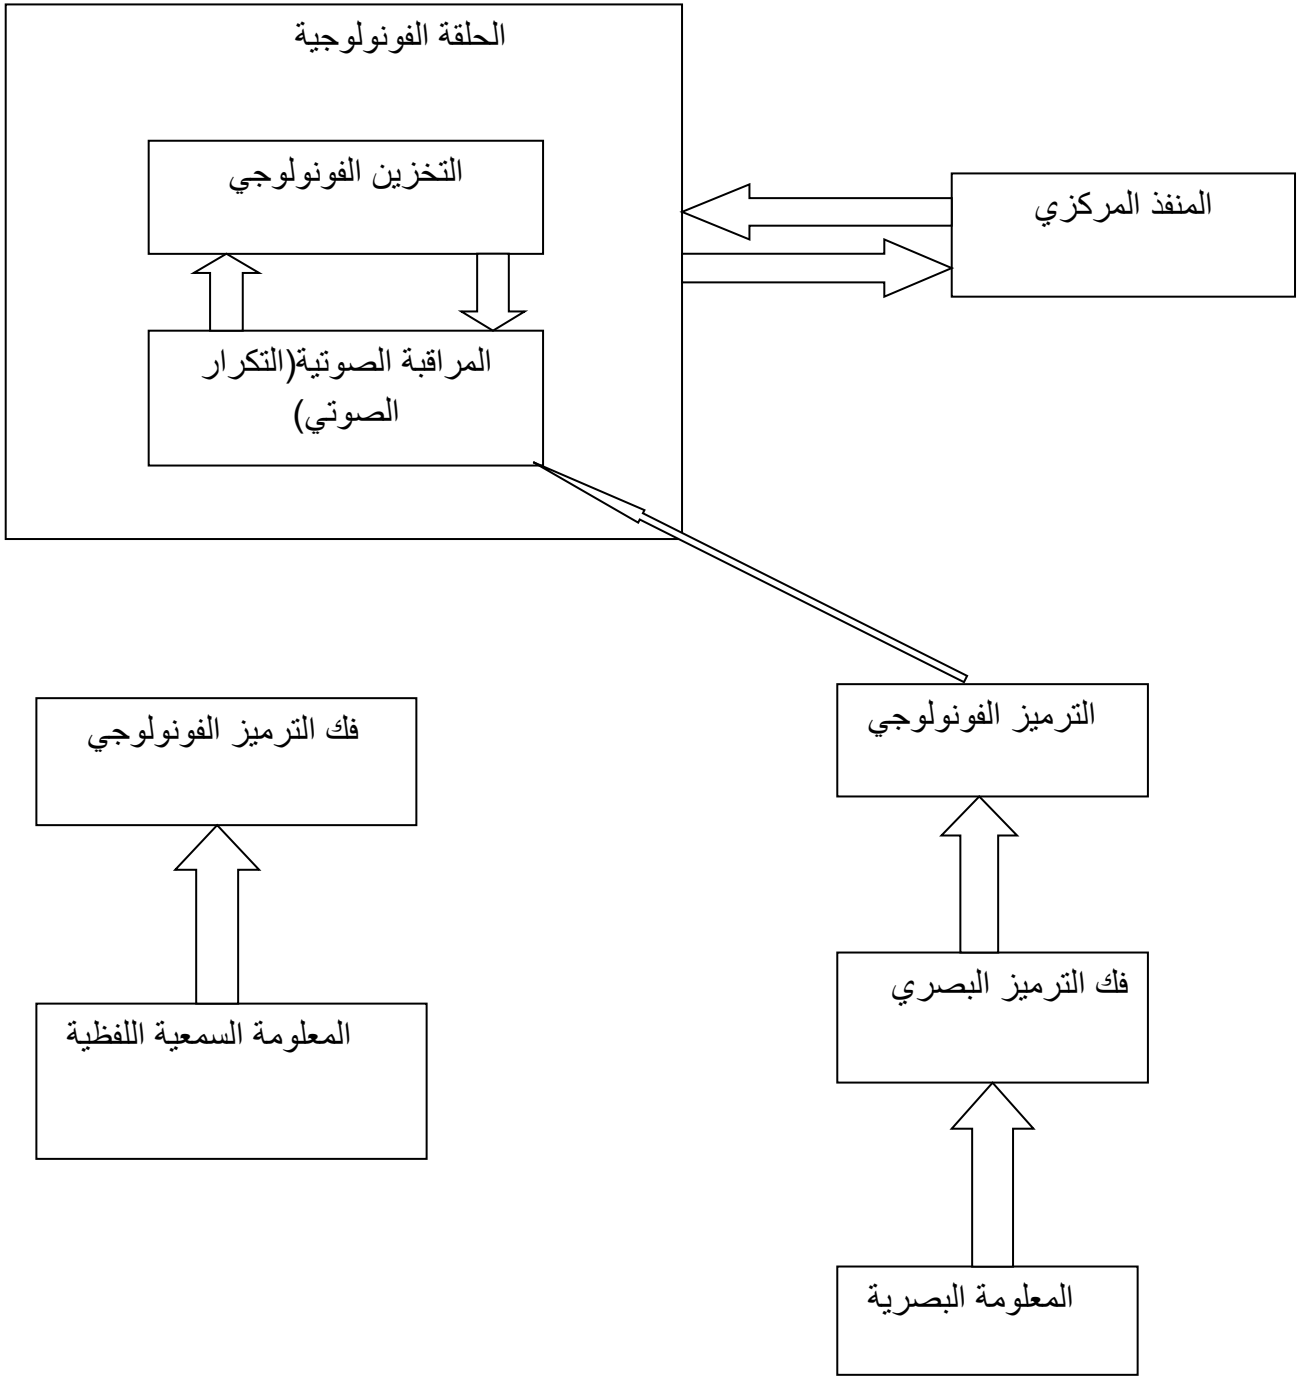 الحلقة الفونولوجية
التخزين الفونولوجي
المنفذ المركزي
المراقبة الصوتية(التكرار
الصوتي)
الترميز الفونولوجي
فك الترميز الفونولوجي
فك الترميز البصري
المعلومة السمعية اللفظية
المعلومة البصرية